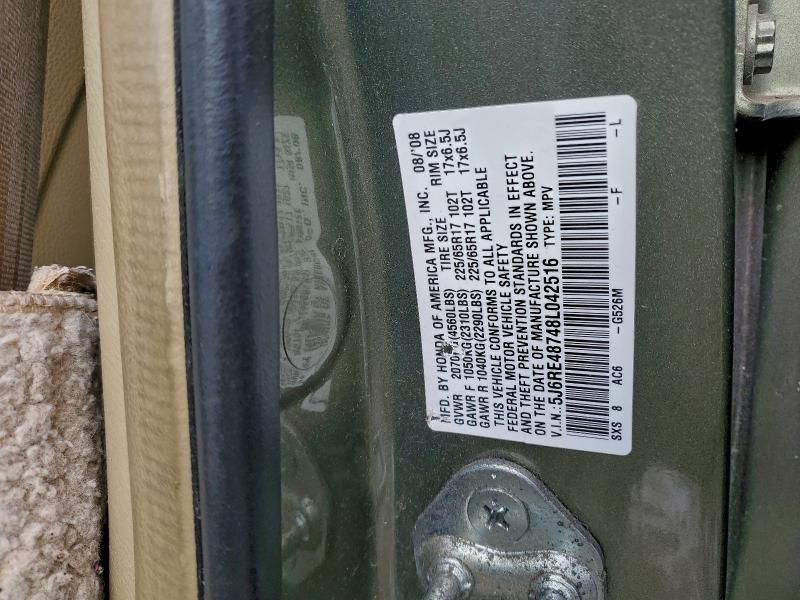 MFD. BY HONDA OF AMERICA MFG., INC. 08/'08
GVWR 2070KG(4560LBS) TIRE SIZE RIM SIZE
GAWR F 1050KG(2310LBS) 225/65R17 102T 17x6.5J
GAWR R 1040KG(2290LBS) 225/65R17 102T 17x6.5J
THIS VEHICLE CONFORMS TO ALL APPLICABLE
FEDERAL MOTOR VEHICLE SAFETY
AND THEFT PREVENTION STANDARDS IN EFFECT
ON THE DATE OF MANUFACTURE SHOWN ABOVE.
V.I.N.:5J6RE48748L042516 TYPE: MPV
SXS 8 AC6 -G526M -F -L